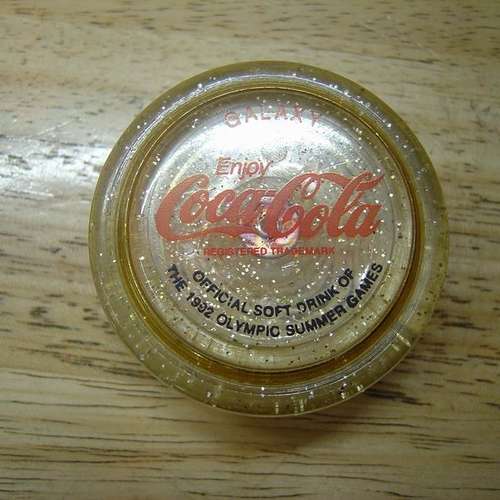 GALAXY
Enjoy
Coca-Cola
REGISTERED TRADEMARK
OFFICIAL SOFT DRINK OF
THE 1992 OLYMPIC SUMMER GAMES